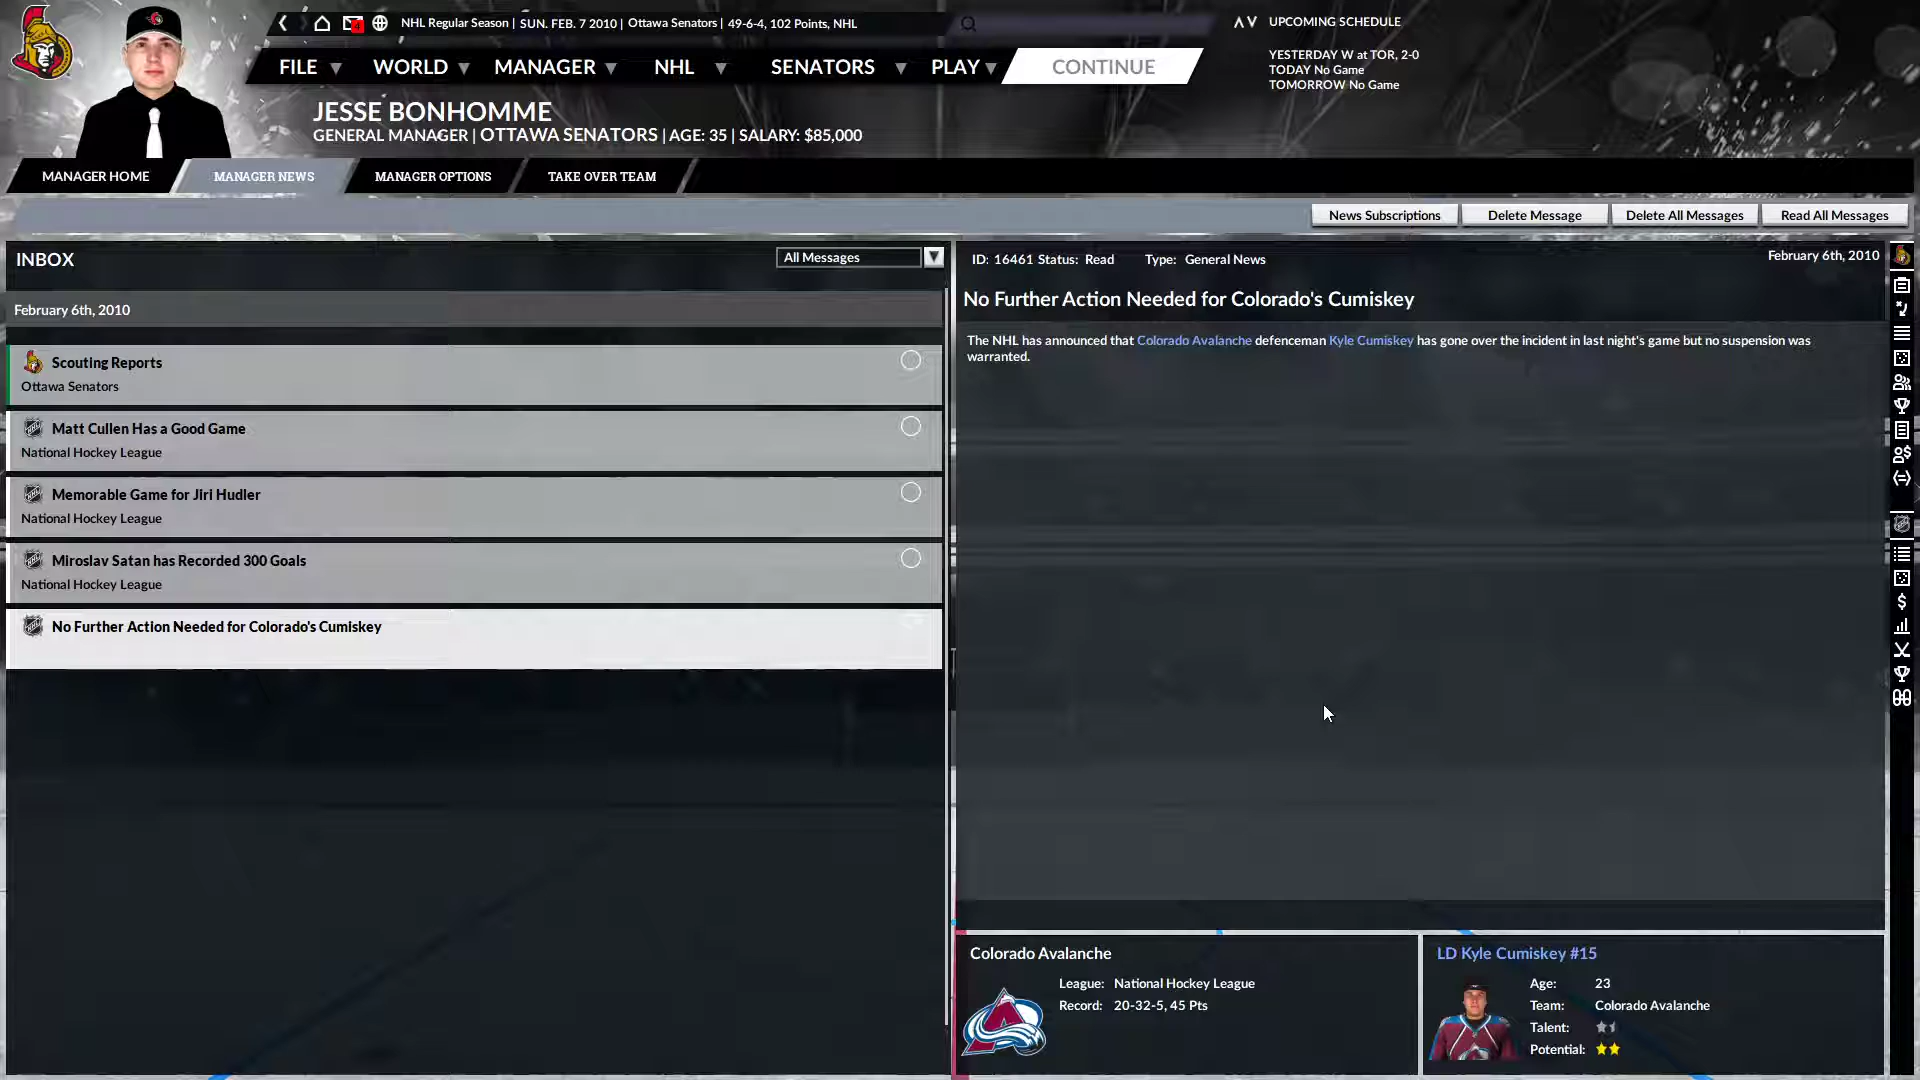 NHL Regular Season | SUN. FEB. 7 2010 | Ottawa Senators | 49-6-4, 102 Points, NHL
4
FILE WORLD MANAGER NHL SENATORS PLAY CONTINUE
JESSE BONHOMME
GENERAL MANAGER | OTTAWA SENATORS | AGE: 35 | SALARY: $85,000
UPCOMING SCHEDULE
YESTERDAY W at TOR, 2-0
TODAY No Game
TOMORROW No Game
MANAGER HOME MANAGER NEWS MANAGER OPTIONS TAKE OVER TEAM
News Subscriptions Delete Message Delete All Messages Read All Messages
INBOX
All Messages
February 6th, 2010
Scouting Reports
Ottawa Senators
Matt Cullen Has a Good Game
National Hockey League
Memorable Game for Jiri Hudler
National Hockey League
Miroslav Satan has Recorded 300 Goals
National Hockey League
No Further Action Needed for Colorado's Cumiskey
ID: 16461 Status: Read Type: General News
February 6th, 2010
No Further Action Needed for Colorado's Cumiskey
The NHL has announced that Colorado Avalanche defenceman Kyle Cumiskey has gone over the incident in last night's game but no suspension was
warranted.
Colorado Avalanche
League: National Hockey League
Record: 20-32-5, 45 Pts
LD Kyle Cumiskey #15
Age: 23
Team: Colorado Avalanche
Talent:
Potential: